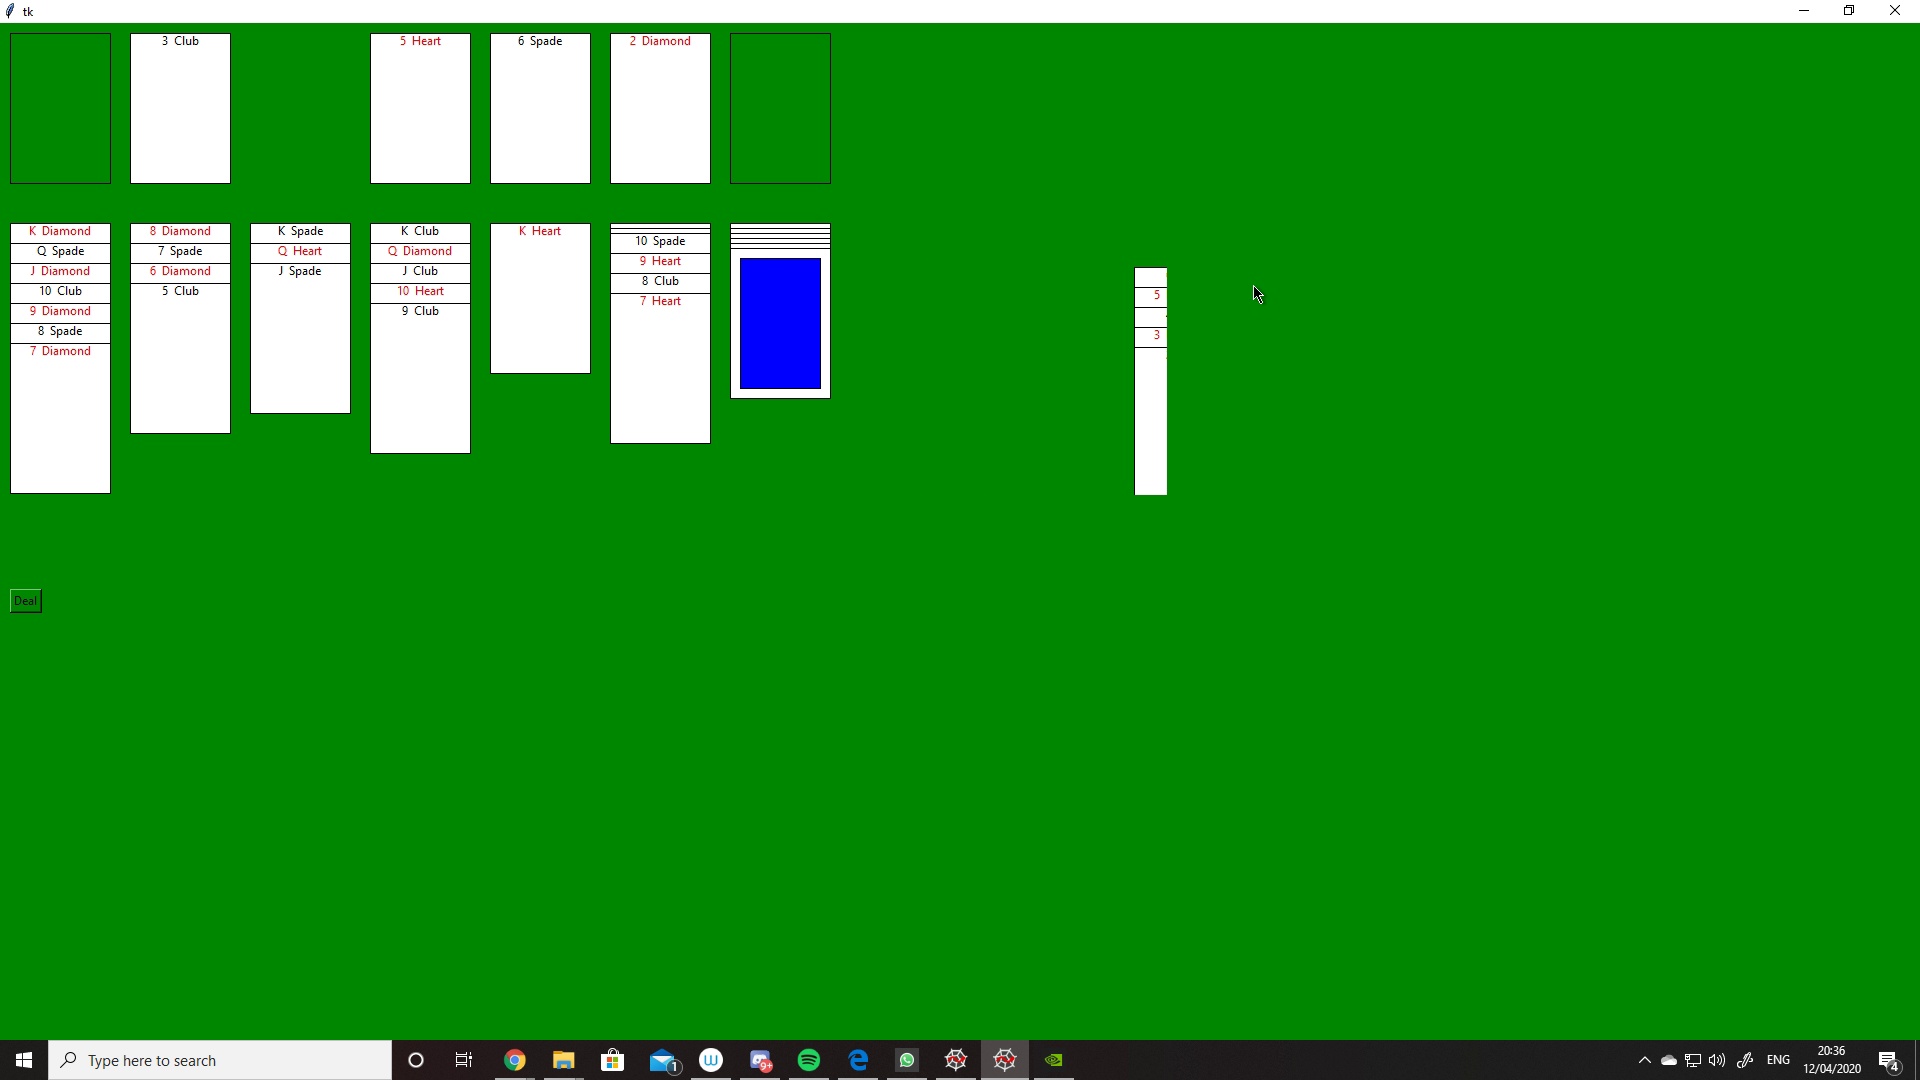 tk
3 Club
5 Heart
6 Spade
2 Diamond
K Diamond
Q Spade
J Diamond
10 Club
9 Diamond
8 Spade
7 Diamond
8 Diamond
7 Spade
6 Diamond
5 Club
K Spade
Q Heart
J Spade
K Club
Q Diamond
J Club
10 Heart
9 Club
K Heart
10 Spade
9 Heart
8 Club
7 Heart
5
3
Deal
Type here to search
1
W
9+
ENG
20:36
12/04/2020
4